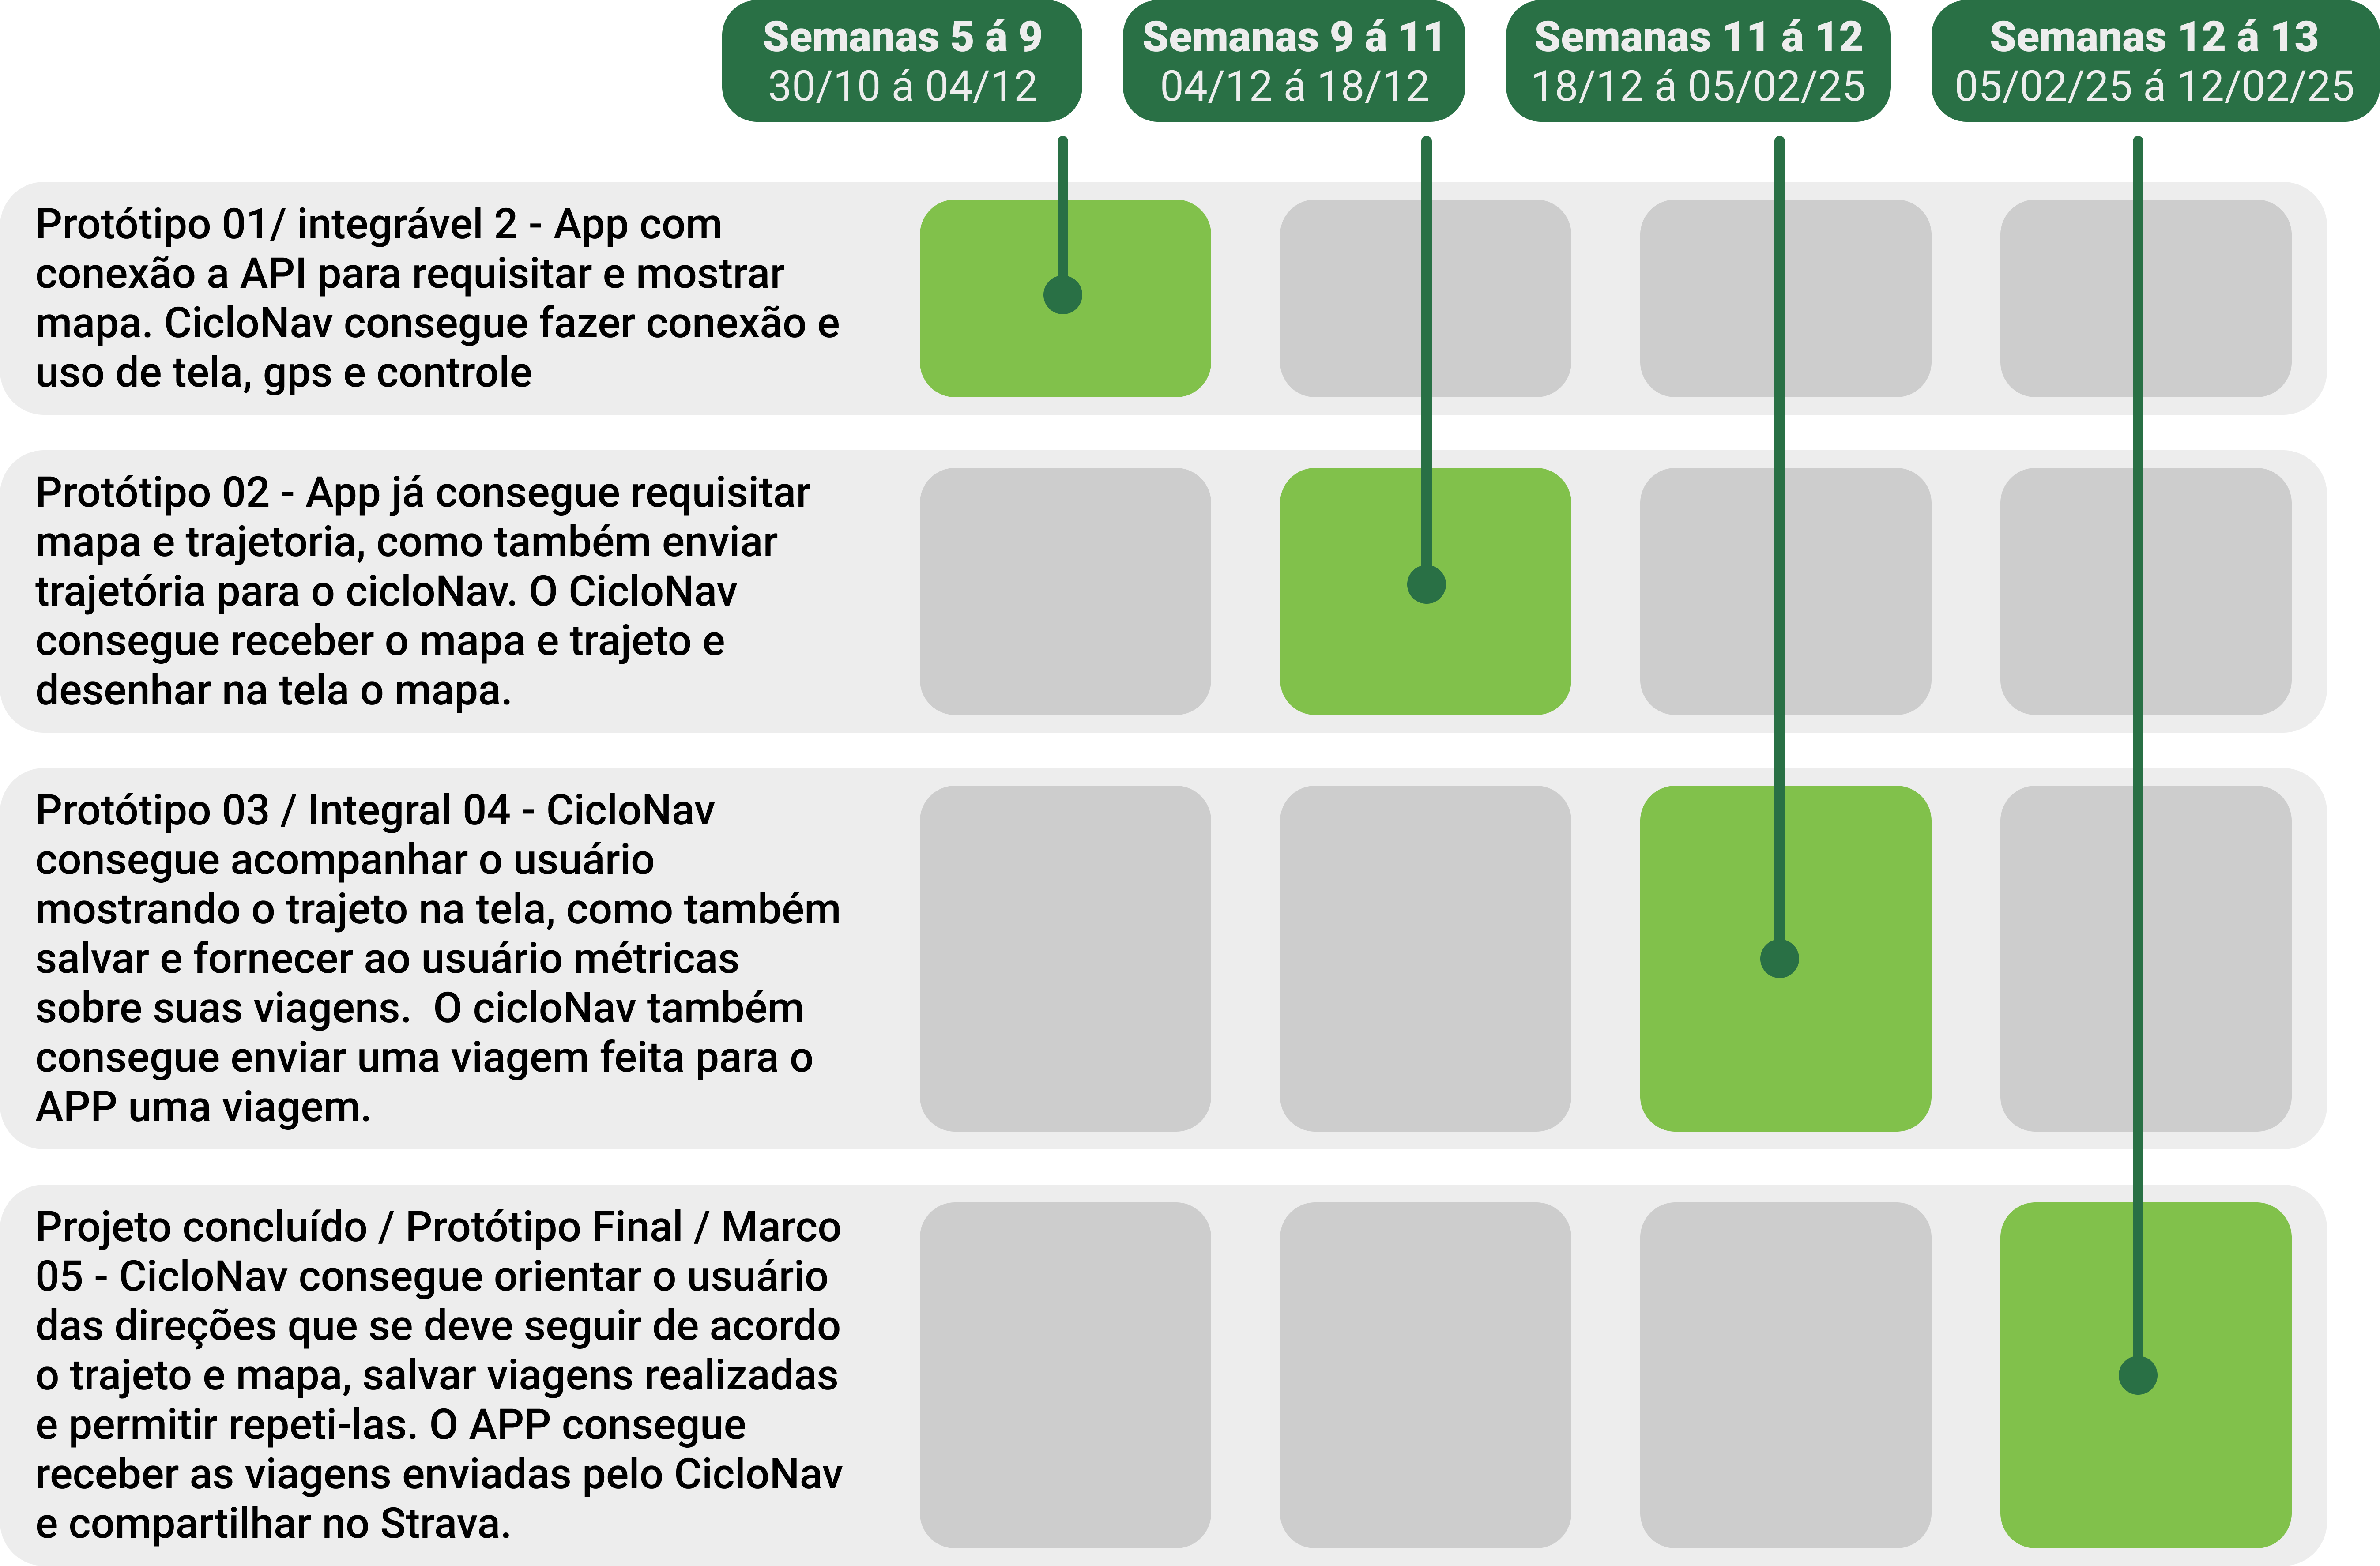 Semanas 5 á 9
30/10 á 04/12
Semanas 9 á 11
04/12 á 18/12
Semanas 11 á 12
18/12 á 05/02/25
Semanas 12 á 13
05/02/25 á 12/02/25
Protótipo 01/ integrável 2 - App com
conexão a API para requisitar e mostrar
mapa. CicloNav consegue fazer conexão e
uso de tela, gps e controle
Protótipo 02 - App já consegue requisitar
mapa e trajetoria, como também enviar
trajetória para o cicloNav. O CicloNav
consegue receber o mapa e trajeto e
desenhar na tela o mapa.
Protótipo 03 / Integral 04 - CicloNav
consegue acompanhar o usuário
mostrando o trajeto na tela, como também
salvar e fornecer ao usuário métricas
sobre suas viagens.  O cicloNav também
consegue enviar uma viagem feita para o
APP uma viagem.
Projeto concluído / Protótipo Final / Marco
05 - CicloNav consegue orientar o usuário
das direções que se deve seguir de acordo
o trajeto e mapa, salvar viagens realizadas
e permitir repeti-las. O APP consegue
receber as viagens enviadas pelo CicloNav
e compartilhar no Strava.